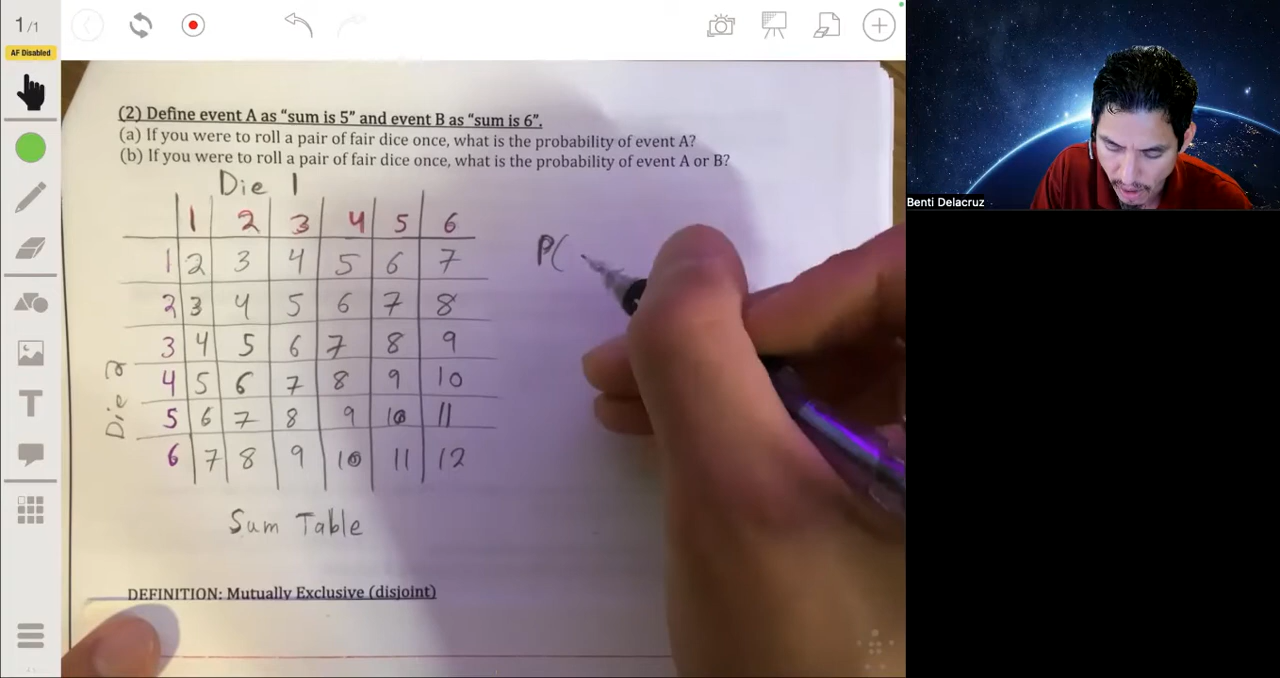 1/1
AF Disabled
(2) Define event A as “sum is 5” and event B as “sum is 6”.
(a) If you were to roll a pair of fair dice once, what is the probability of event A?
(b) If you were to roll a pair of fair dice once, what is the probability of event A or B?
Die 1
1 2 3 4 5 6
1 2 3 4 5 6 7
2 3 4 5 6 7 8
3 4 5 6 7 8 9
4 5 6 7 8 9 10
5 6 7 8 9 10 11
6 7 8 9 10 11 12
Die 2
P(
Sum Table
DEFINITION: Mutually Exclusive (disjoint)
T
Benti Delacruz